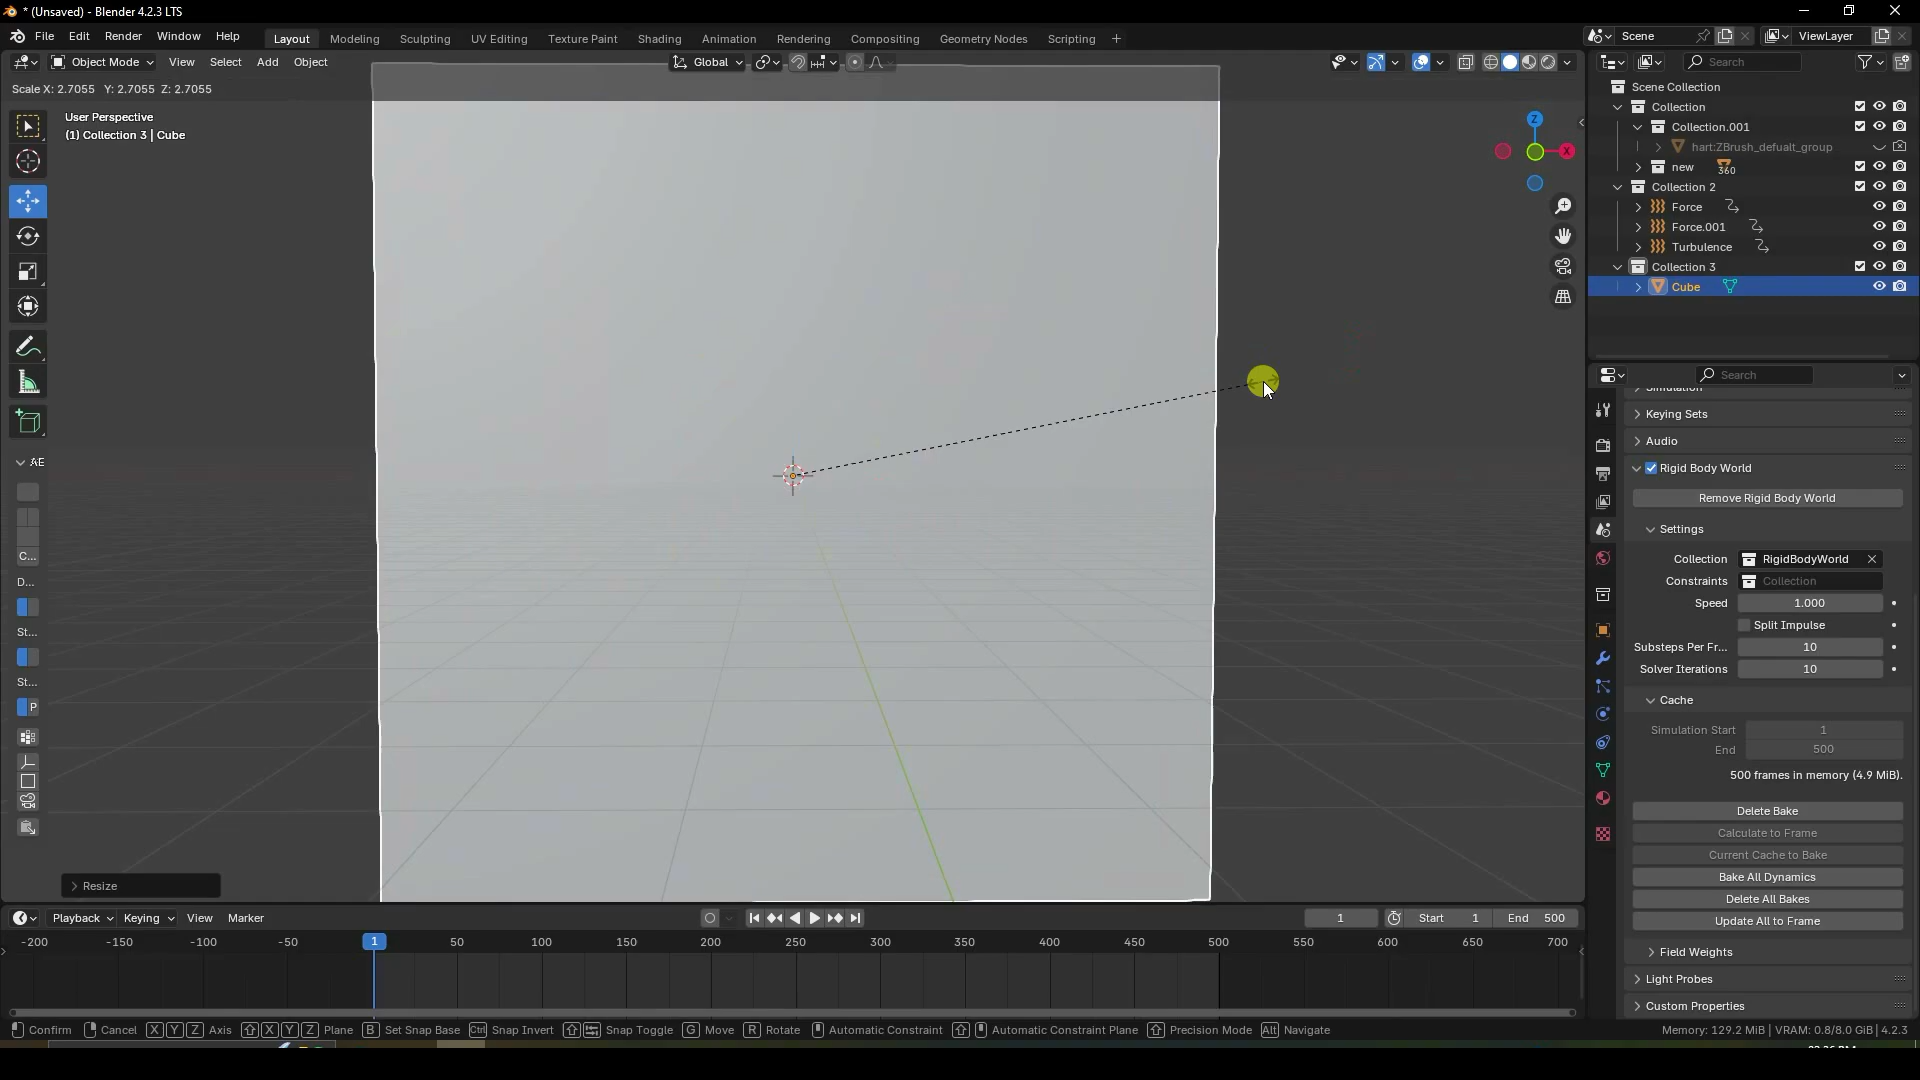 * (Unsaved) - Blender 4.2.3 LTS
File Edit Render Window Help
Layout Modeling Sculpting UV Editing Texture Paint Shading Animation Rendering Compositing Geometry Nodes Scripting
Scene ViewLayer
Object Mode View Select Add Object
Global
Search
Scale X: 2.7055 Y: 2.7055 Z: 2.7055
User Perspective
(1) Collection 3 | Cube
Z
X
Scene Collection
Collection
Collection.001
hart:ZBrush_defualt_group
new 360
Collection 2
Force
Force.001
Turbulence
Collection 3
Cube
Search
Keying Sets
Audio
Rigid Body World
Remove Rigid Body World
Settings
Collection RigidBodyWorld
Constraints Collection
Speed 1.000
Split Impulse
Substeps Per Fr... 10
Solver Iterations 10
Cache
Simulation Start 1
End 500
500 frames in memory (4.9 MiB).
Delete Bake
Calculate to Frame
Current Cache to Bake
Bake All Dynamics
Delete All Bakes
Update All to Frame
Field Weights
Light Probes
Custom Properties
AE
C...
D...
St...
St...
P
Resize
Playback Keying View Marker
1 Start 1 End 500
-200 -150 -100 -50 1 50 100 150 200 250 300 350 400 450 500 550 600 650 700
Confirm Cancel X Y Z Axis X Y Z Plane B Set Snap Base Ctrl Snap Invert Snap Toggle G Move R Rotate Automatic Constraint Automatic Constraint Plane Precision Mode Alt Navigate
Memory: 129.2 MiB | VRAM: 0.8/8.0 GiB | 4.2.3